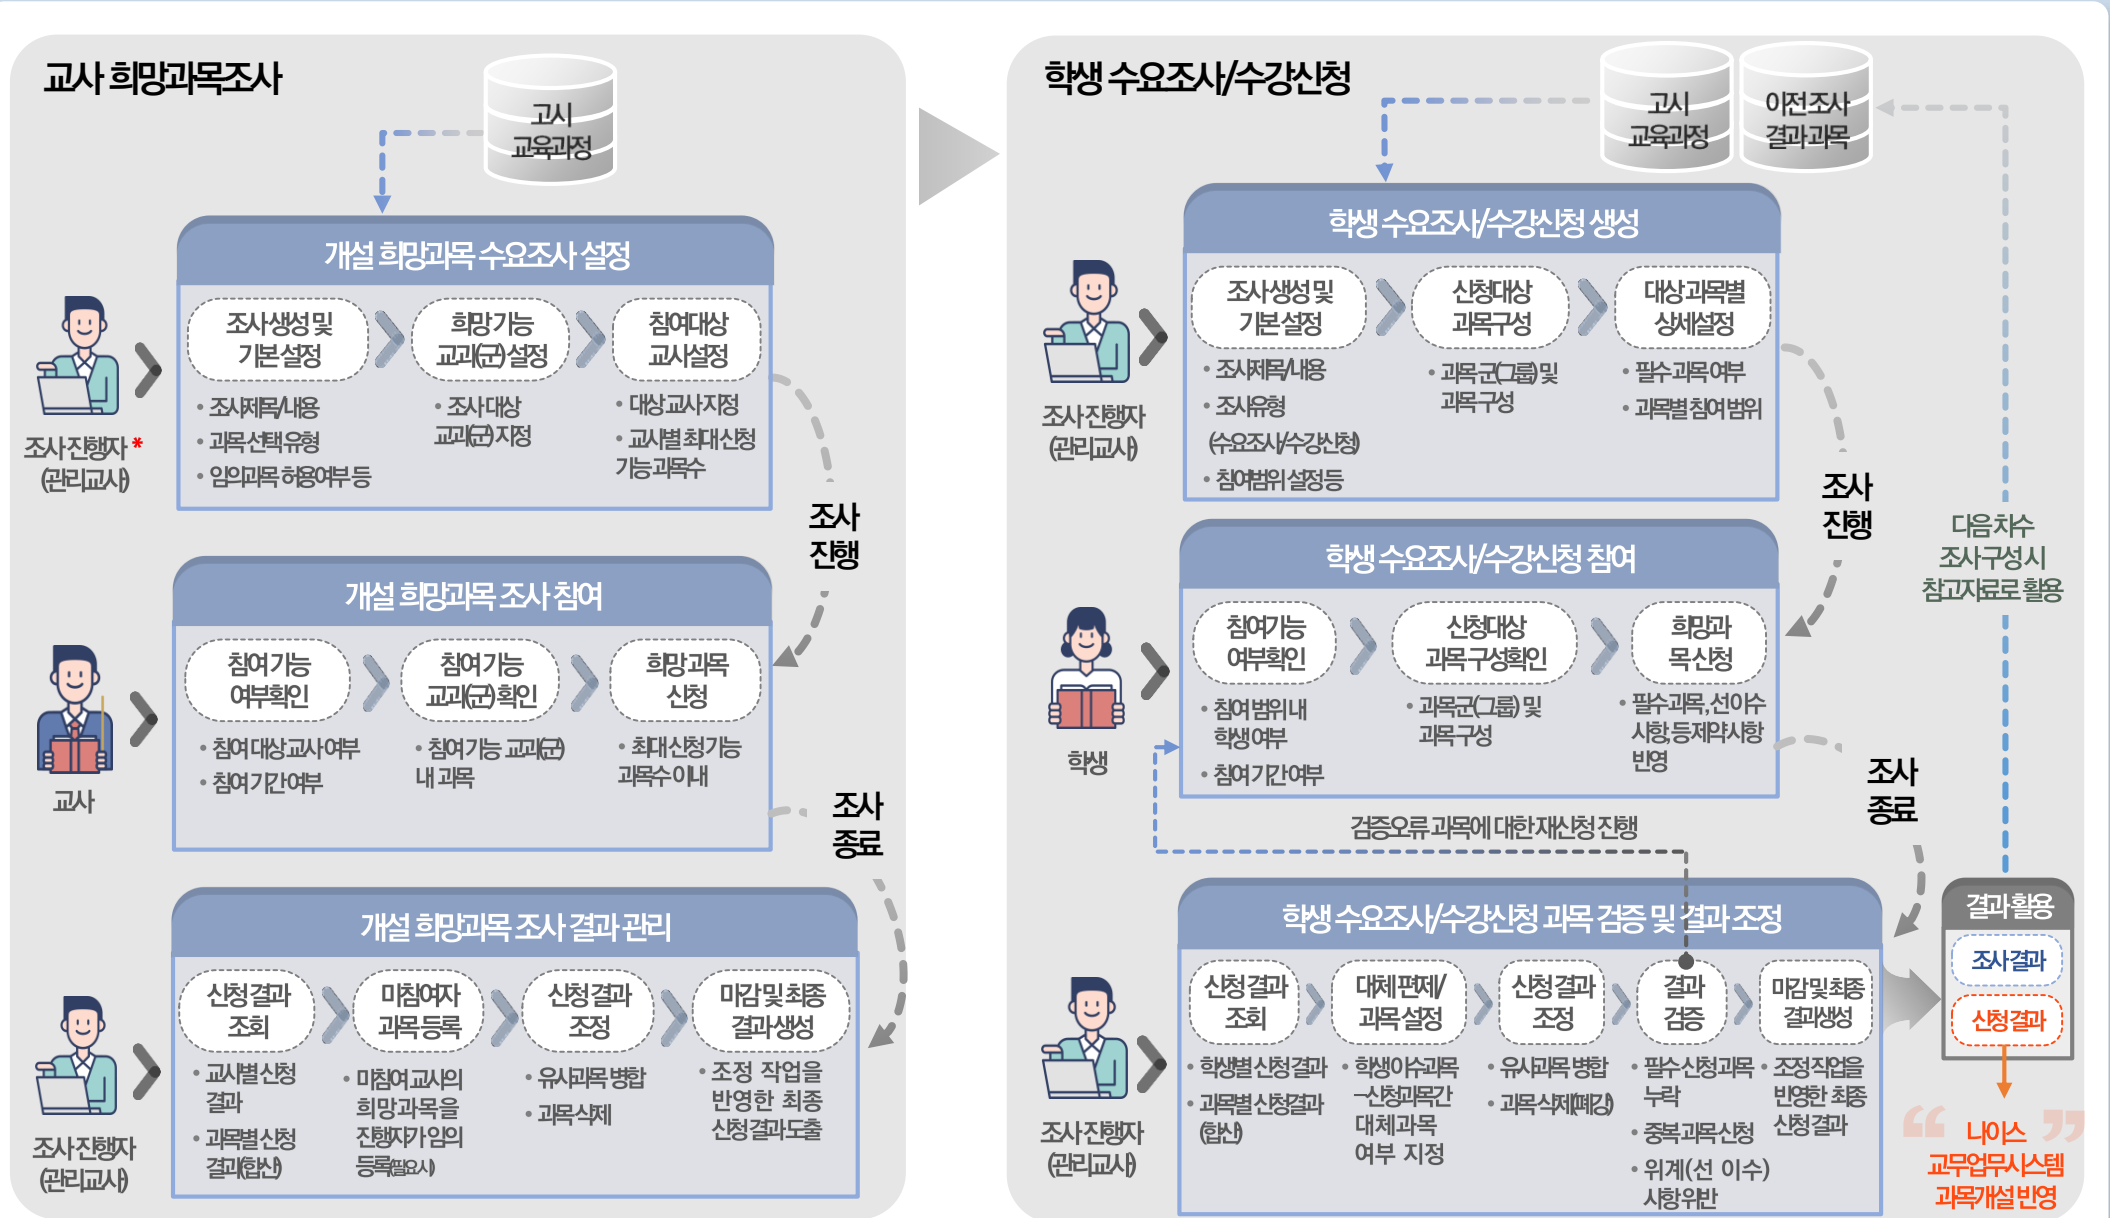 교사 희망과목조사
고시
교육과정
개설 희망과목 수요조사 설정
조사 생성 및
기본 설정
희망 가능
교과(군) 설정
참여대상
교사설정
• 조사제목/내용
• 과목 선택 유형
• 임의과목 허용여부 등
• 조사 대상
교과(군) 지정
• 대상 교사 지정
• 교사별 최대 신청
가능 과목수
조사 진행자 *
(관리교사)
조사
진행
개설 희망과목 조사 참여
참여 가능
여부확인
참여 가능
교과(군) 확인
희망 과목
신청
• 참여 대상 교사 여부
• 참여 기간 여부
• 참여 가능 교과(군)
내 과목
• 최대 신청 가능
과목수 이내
교사
조사
종료
개설 희망과목 조사 결과 관리
신청 결과
조회
미참여자
과목 등록
신청 결과
조정
마감 및 최종
결과 생성
• 교사별 신청
결과
• 과목별 신청
결과(합산)
• 미참여 교사의
희망 과목을
진행자가 임의
등록(필요시)
• 유사과목 병합
• 과목 삭제
• 조정 작업을
반영한 최종
신청 결과 도출
조사 진행자
(관리교사)
학생 수요조사/수강신청
고시
교육과정
이전 조사
결과 과목
학생 수요조사/수강신청 생성
조사 생성 및
기본 설정
신청대상
과목구성
대상 과목별
상세설정
• 조사제목/내용
• 조사유형
(수요조사/수강신청)
• 참여범위 설정 등
• 과목 군(그룹) 및
과목 구성
• 필수 과목 여부
• 과목별 참여 범위
조사 진행자
(관리교사)
조사
진행
다음 차수
조사 구성 시
참고자료로 활용
학생 수요조사/수강신청 참여
참여가능
여부확인
신청대상
과목 구성확인
희망과
목 신청
• 참여 범위 내
학생 여부
• 참여 기간 여부
• 과목군(그룹) 및
과목 구성
• 필수 과목, 선이수
사항, 등 제약 사항
반영
학생
조사
종료
검증오류 과목에 대한 재신청 진행
학생 수요조사/수강신청 과목 검증 및 결과 조정
신청 결과
조회
대체 편제/
과목 설정
신청 결과
조정
결과
검증
마감 및 최종
결과생성
• 학생별 신청 결과
• 과목별 신청결과
(합산)
• 학생 이수과목
–신청과목간
대체과목
여부 지정
• 유사과목 병합
• 과목 삭제(폐강)
• 필수 신청 과목
누락
• 중복 과목 신청
• 위계(선 이수)
사항 위반
• 조정 작업을
반영한 최종
신청 결과
조사 진행자
(관리교사)
결과 활용
조사 결과
신청 결과
“ 나이스 ”
교무업무시스템
과목개설 반영